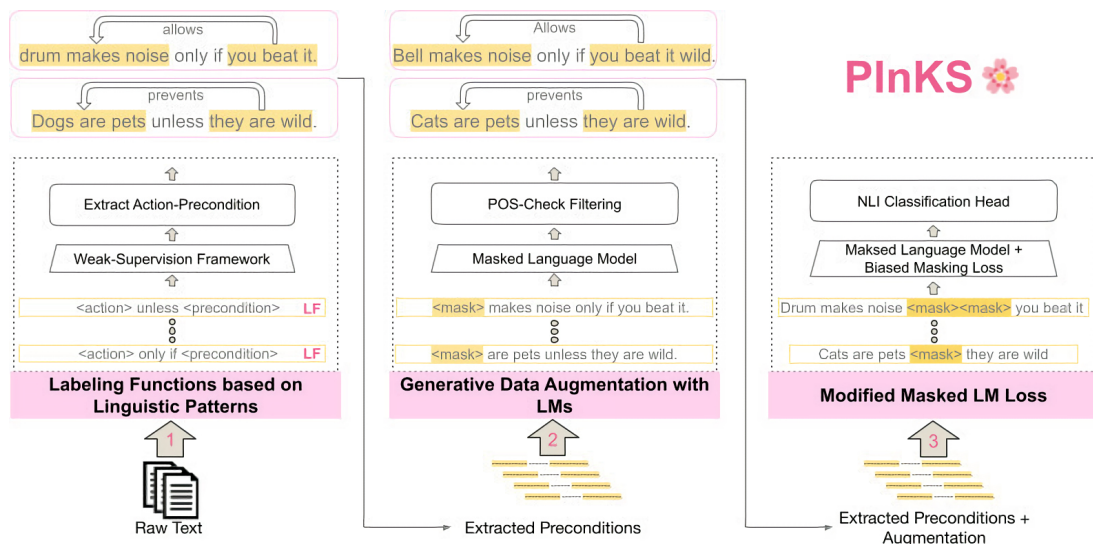 allows
drum makes noise only if you beat it.
prevents
Dogs are pets unless they are wild.
Extract Action-Precondition
Weak-Supervision Framework
<action> unless <precondition> LF
<action> only if <precondition> LF
Labeling Functions based on
Linguistic Patterns
1
Raw Text
Allows
Bell makes noise only if you beat it wild.
prevents
Cats are pets unless they are wild.
POS-Check Filtering
Masked Language Model
<mask> makes noise only if you beat it.
<mask> are pets unless they are wild.
Generative Data Augmentation with
LMs
2
Extracted Preconditions
PInKS
NLI Classification Head
Maksed Language Model +
Biased Masking Loss
Drum makes noise <mask><mask> you beat it
Cats are pets <mask> they are wild
Modified Masked LM Loss
3
Extracted Preconditions +
Augmentation